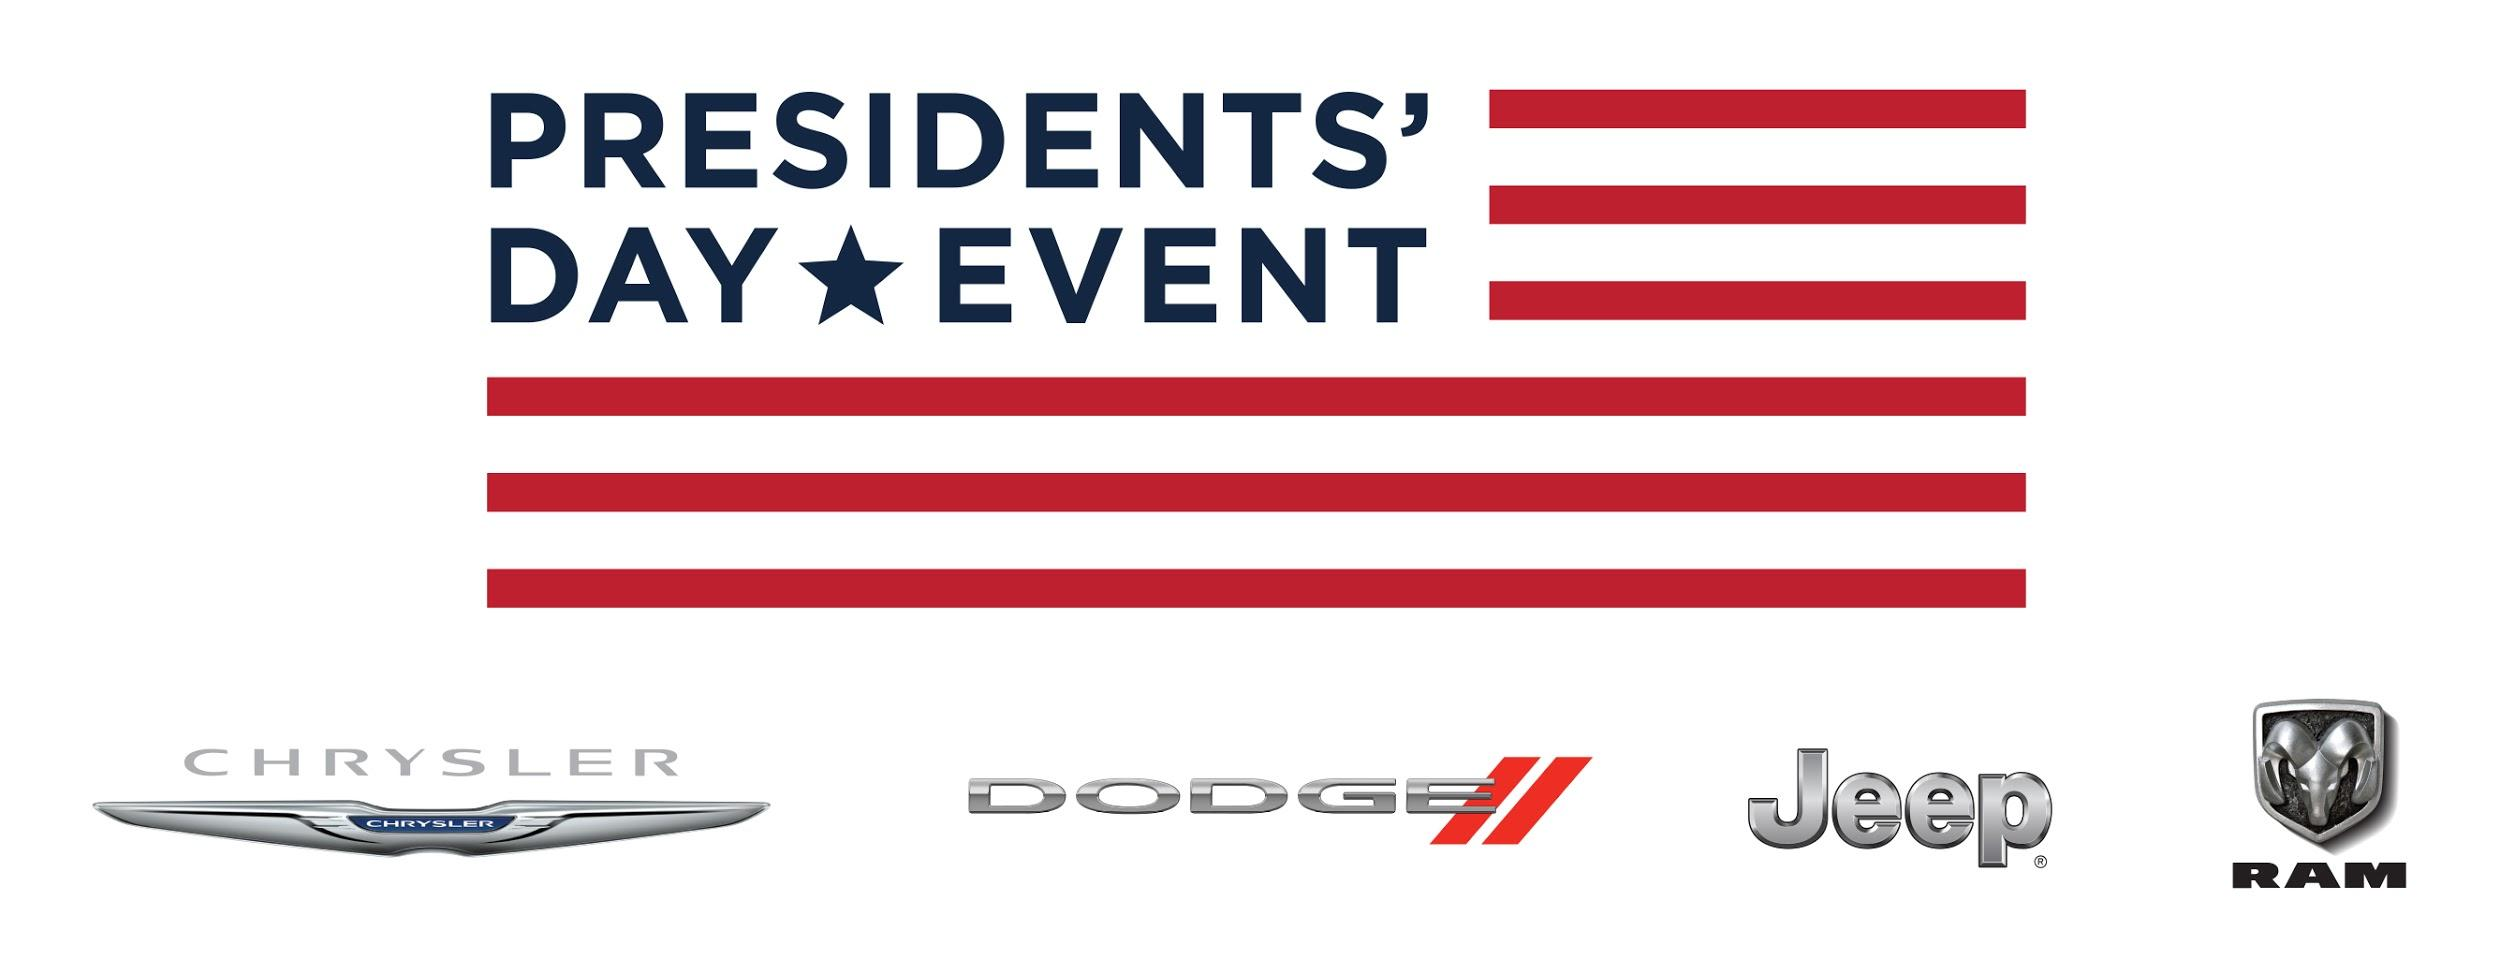 PRESIDENTS’
DAY★EVENT
CHRYSLER
CHRYSLER
DODGE
Jeep®
RAM